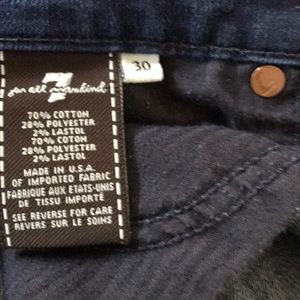 7
for all mankind
30
70% COTTON
28% POLYESTER
2% LASTOL
70% COTON
28% POLYESTER
2% LASTOL
MADE IN U.S.A.
OF IMPORTED FABRIC
FABRIQUE AUX ETATS-UNIS
DE TISSU IMPORTÉ
SEE REVERSE FOR CARE
REVERS SUR LE SOINS